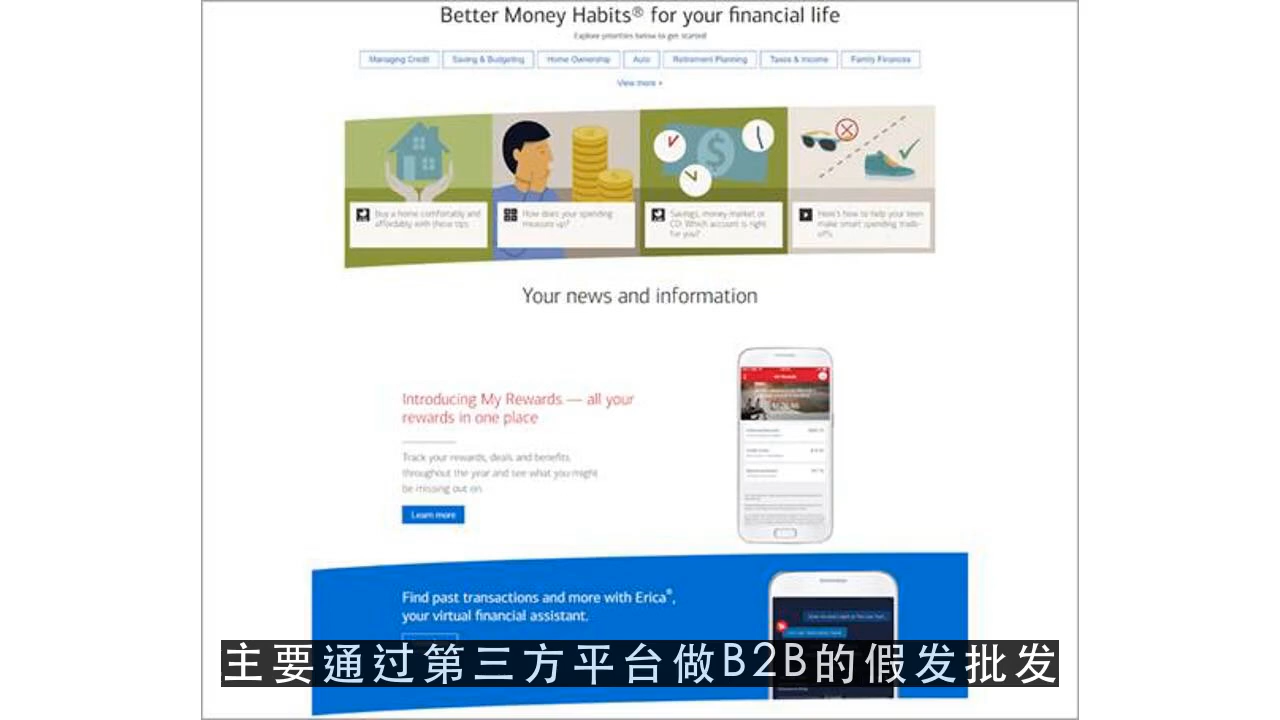 Better Money Habits® for your financial life
Explore priorities below to get started!
Managing Credit
Saving & Budgeting
Home Ownership
Auto
Retirement Planning
Taxes & Income
Family Finances
View more
Buy a home comfortably and
affordably with these tips
How does your spending
measure up?
Savings, money market or
CD: Which account is right
for you?
Here's how to help your teen
make smart spending trade-
offs
Your news and information
Introducing My Rewards — all your
rewards in one place
Track your rewards, deals and benefits
throughout the year and see what you might
be missing out on.
Learn more
Find past transactions and more with Erica®,
your virtual financial assistant.
主要通过第三方平台做B2B的假发批发